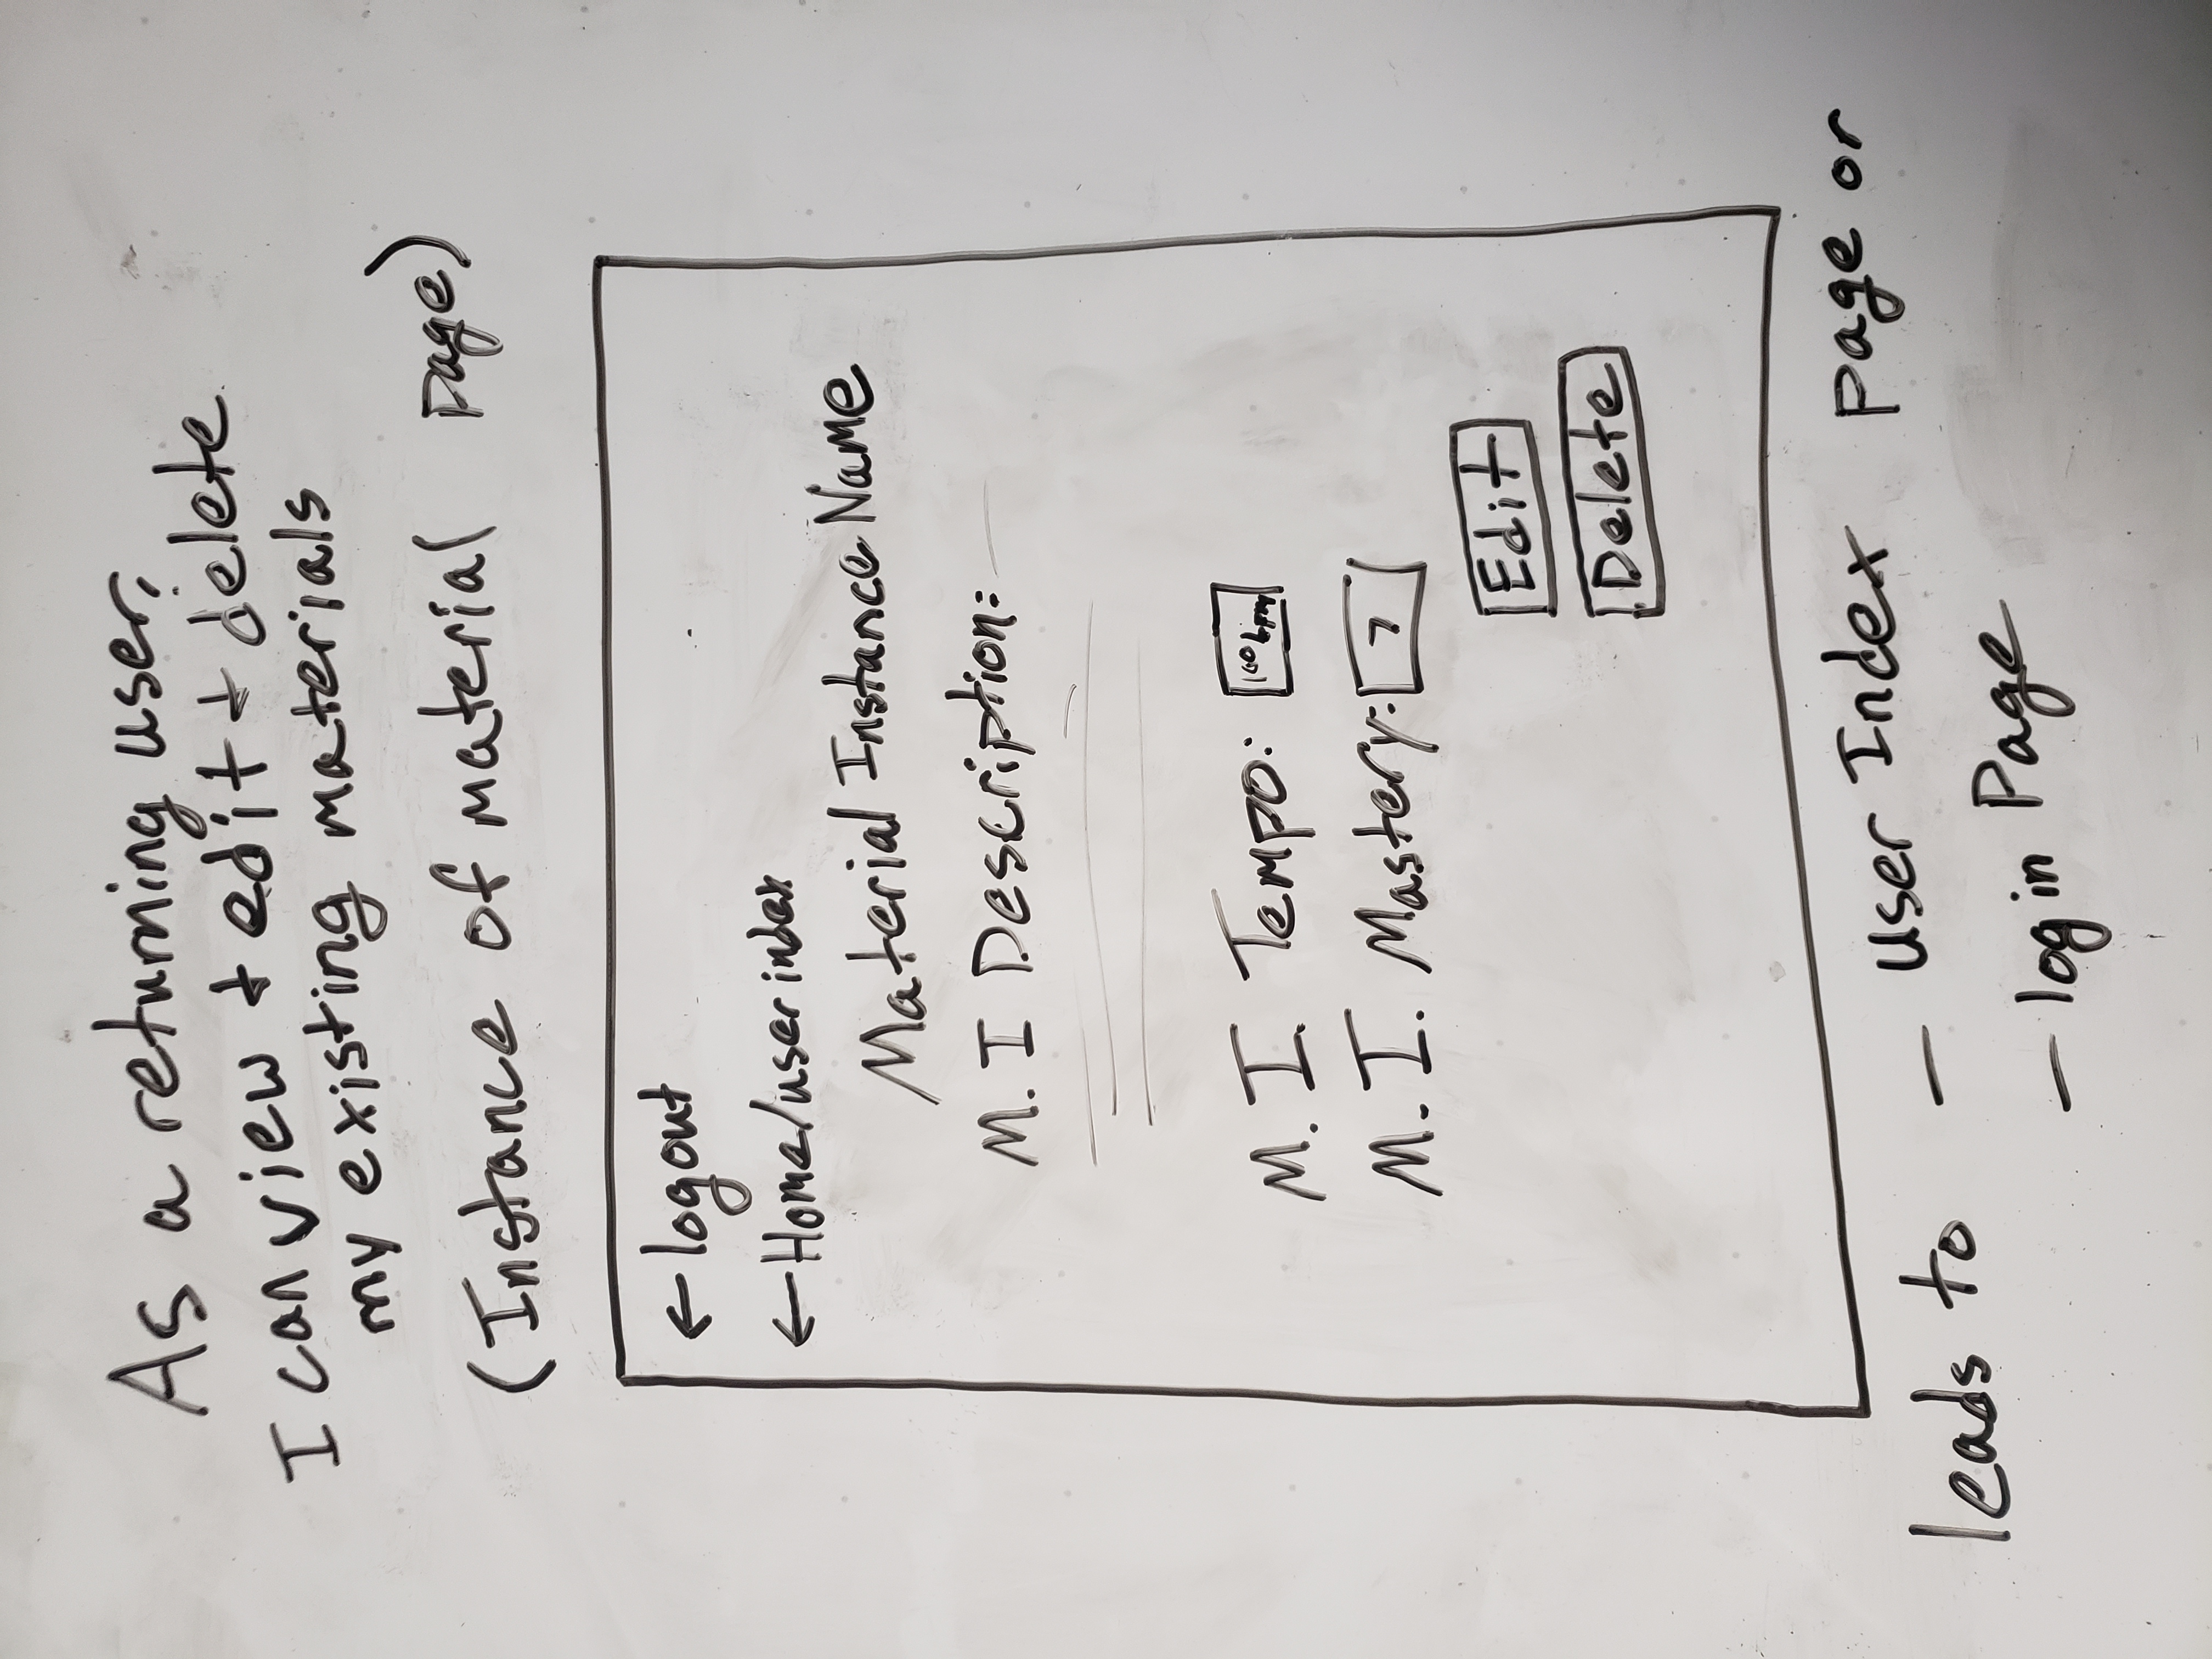 As a returning user,
I can view + edit + delete
my existing materials
(Instance of material page)
← logout
← Home/user index
Material Instance Name
M. I Description:
M. I. Tempo: 100 bpm
M. I. Mastery: 7
Edit
Delete
leads to — user Index page or
— login Page